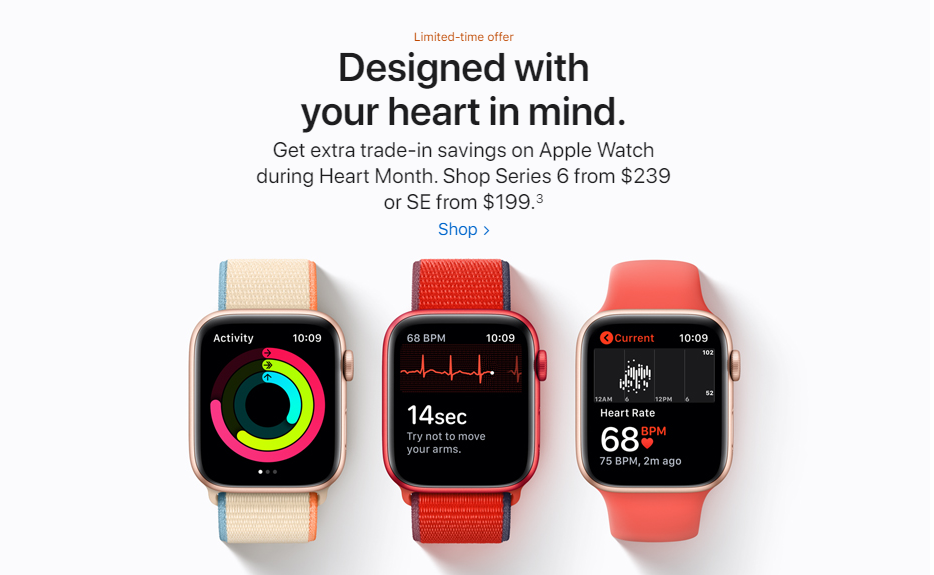 Limited-time offer
Designed with
your heart in mind.
Get extra trade-in savings on Apple Watch
during Heart Month. Shop Series 6 from $239
or SE from $199.³
Shop >
Activity 10:09
68 BPM 10:09
14sec
Try not to move
your arms.
Current 10:09
102
52
12AM 6 12PM 6
Heart Rate
68 BPM
75 BPM, 2m ago